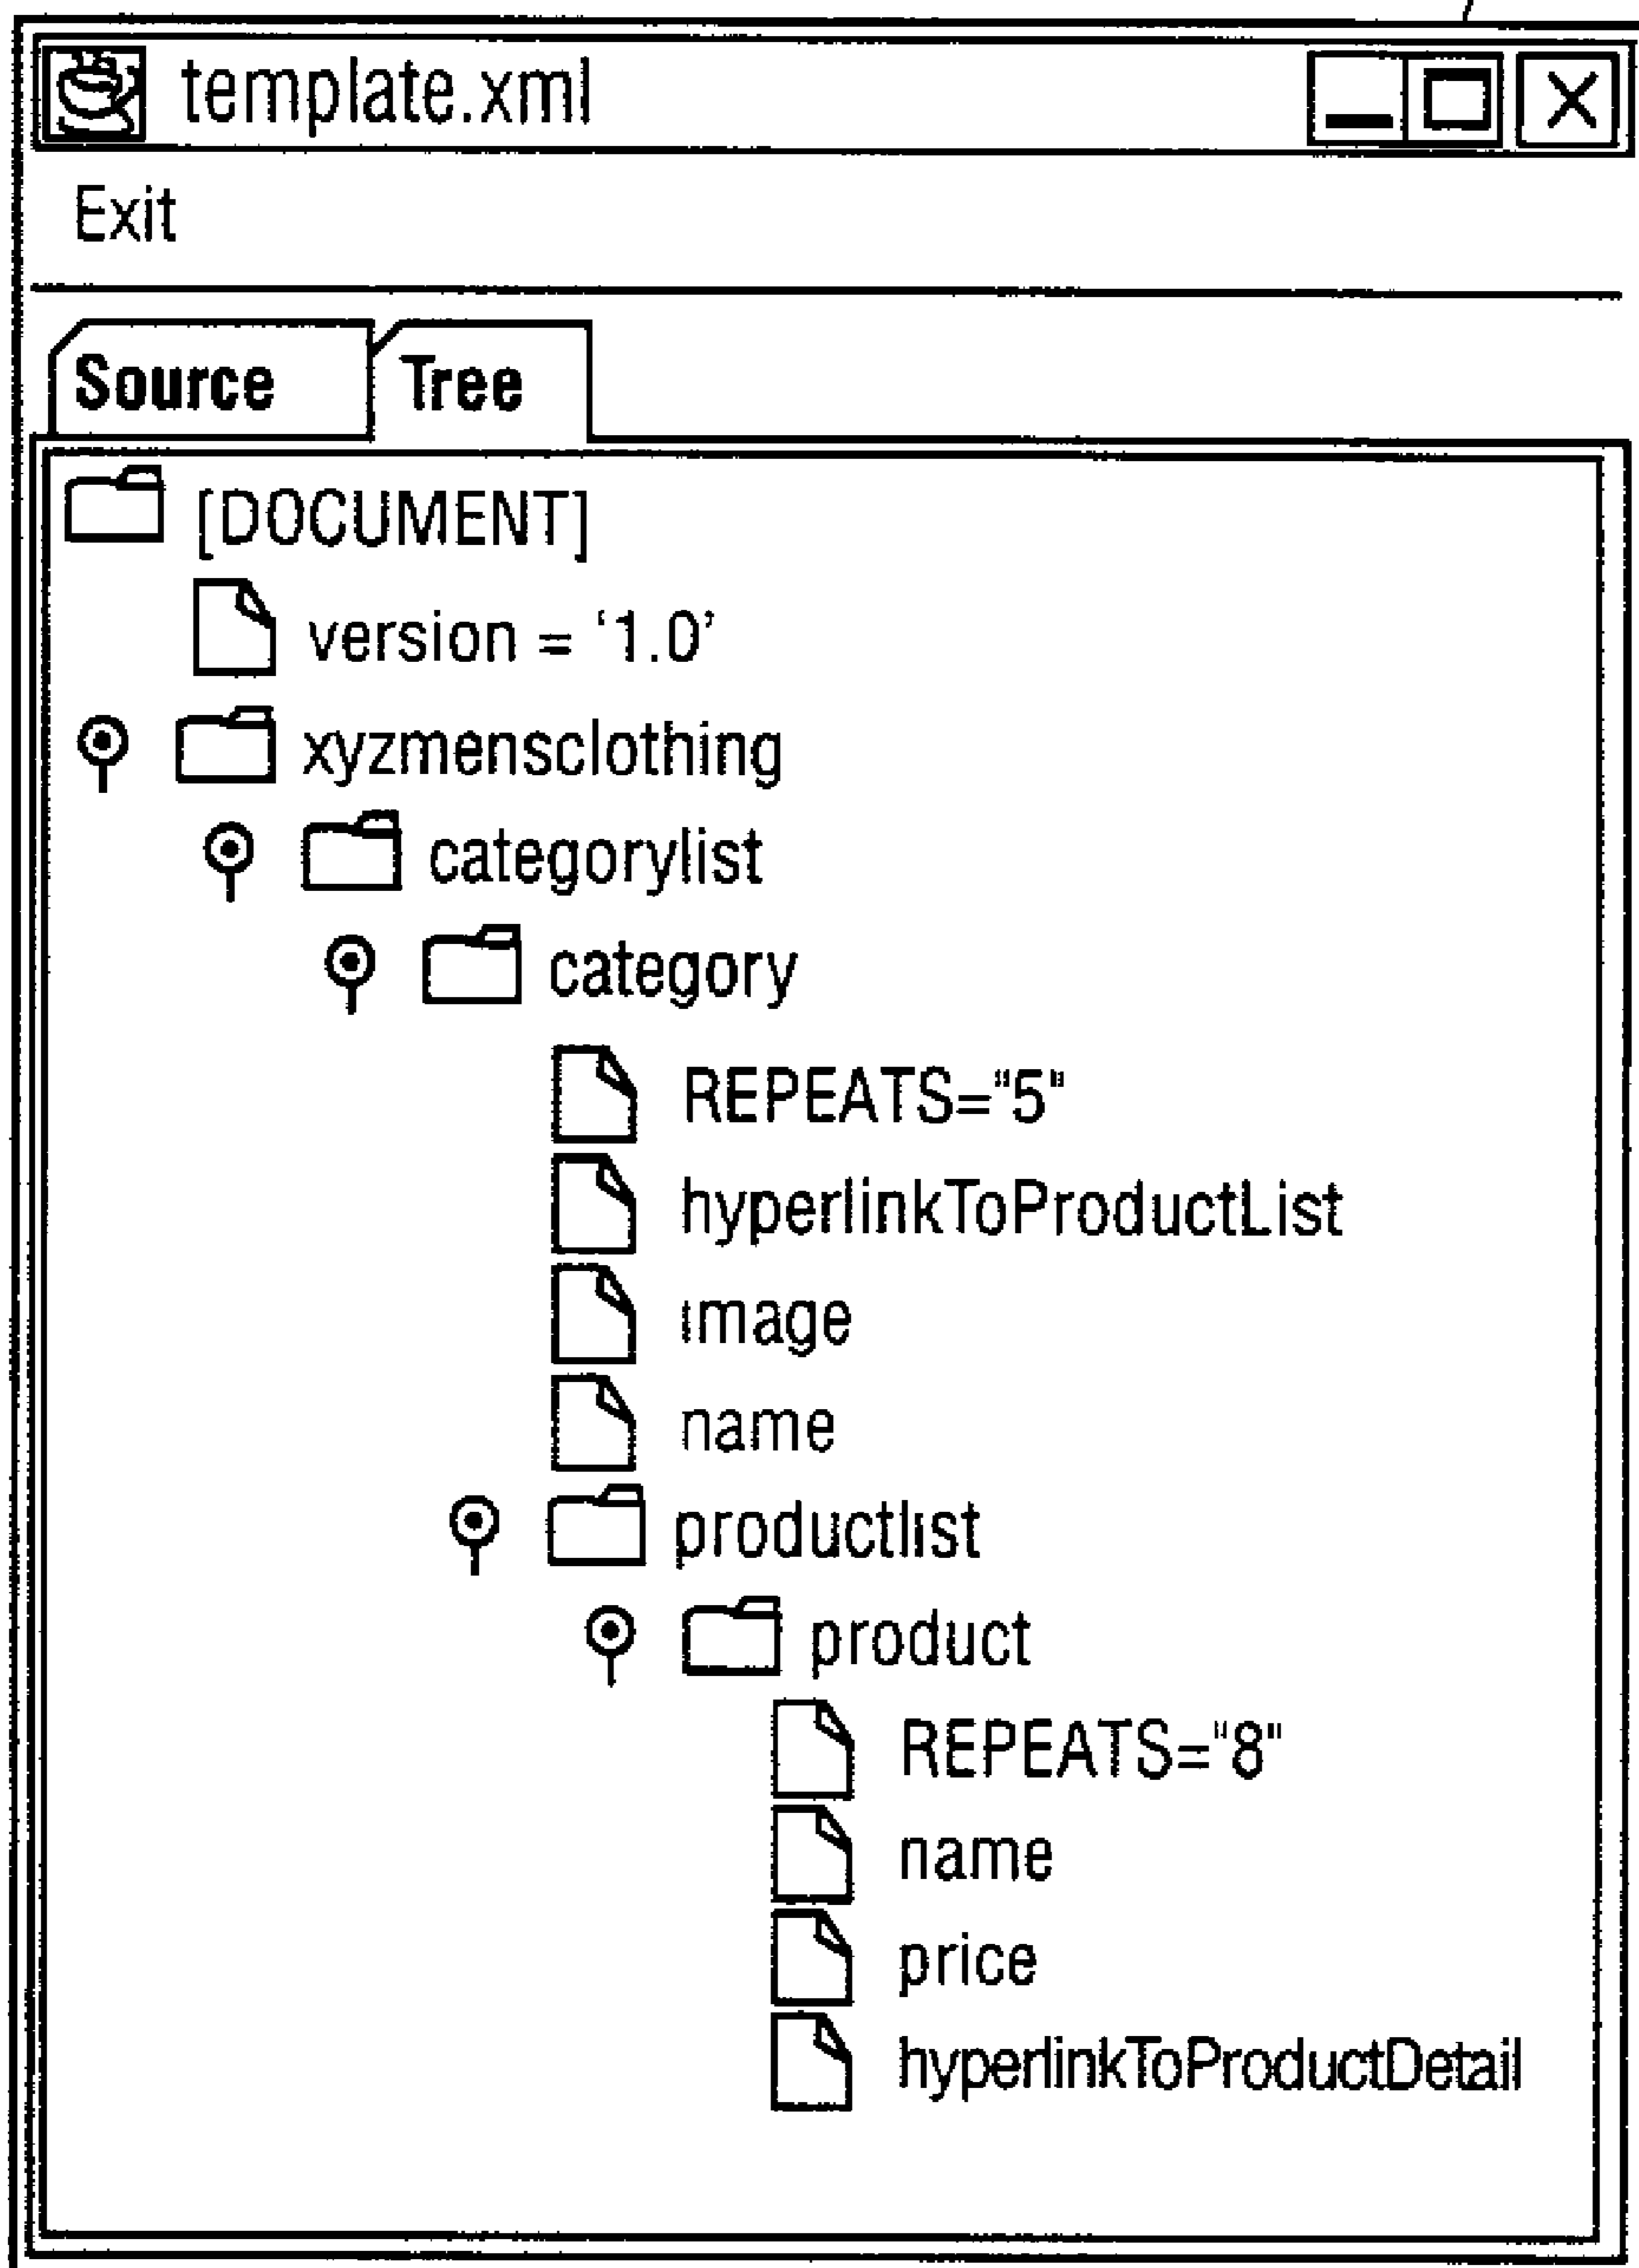 template.xml
Exit
Source Tree
[DOCUMENT]
version = ‘1.0’
xyzmensclothing
categorylist
category
REPEATS="5"
hyperlinkToProductList
image
name
productlist
product
REPEATS="8"
name
price
hyperlinkToProductDetail